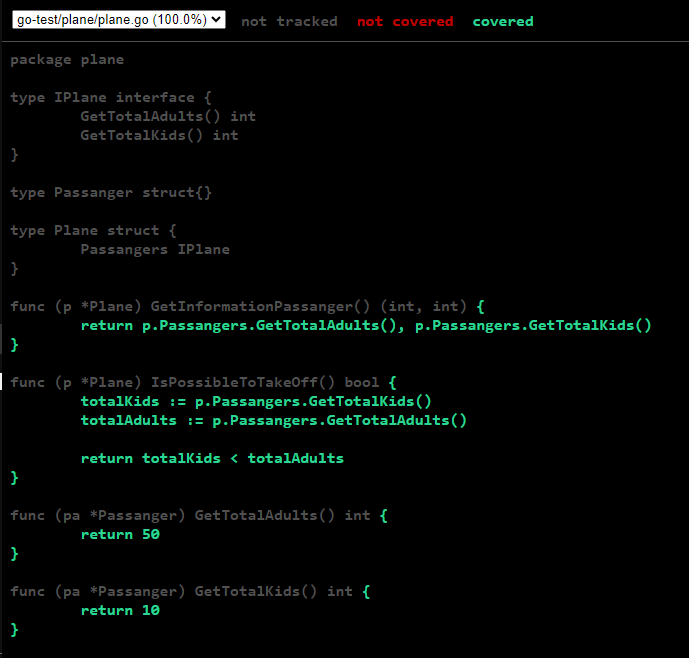 go-test/plane/plane.go (100.0%) not tracked not covered covered
package plane
type IPlane interface {
GetTotalAdults() int
GetTotalKids() int
}
type Passanger struct{}
type Plane struct {
Passangers IPlane
}
func (p *Plane) GetInformationPassanger() (int, int) {
return p.Passangers.GetTotalAdults(), p.Passangers.GetTotalKids()
}
func (p *Plane) IsPossibleToTakeOff() bool {
totalKids := p.Passangers.GetTotalKids()
totalAdults := p.Passangers.GetTotalAdults()
return totalKids < totalAdults
}
func (pa *Passanger) GetTotalAdults() int {
return 50
}
func (pa *Passanger) GetTotalKids() int {
return 10
}